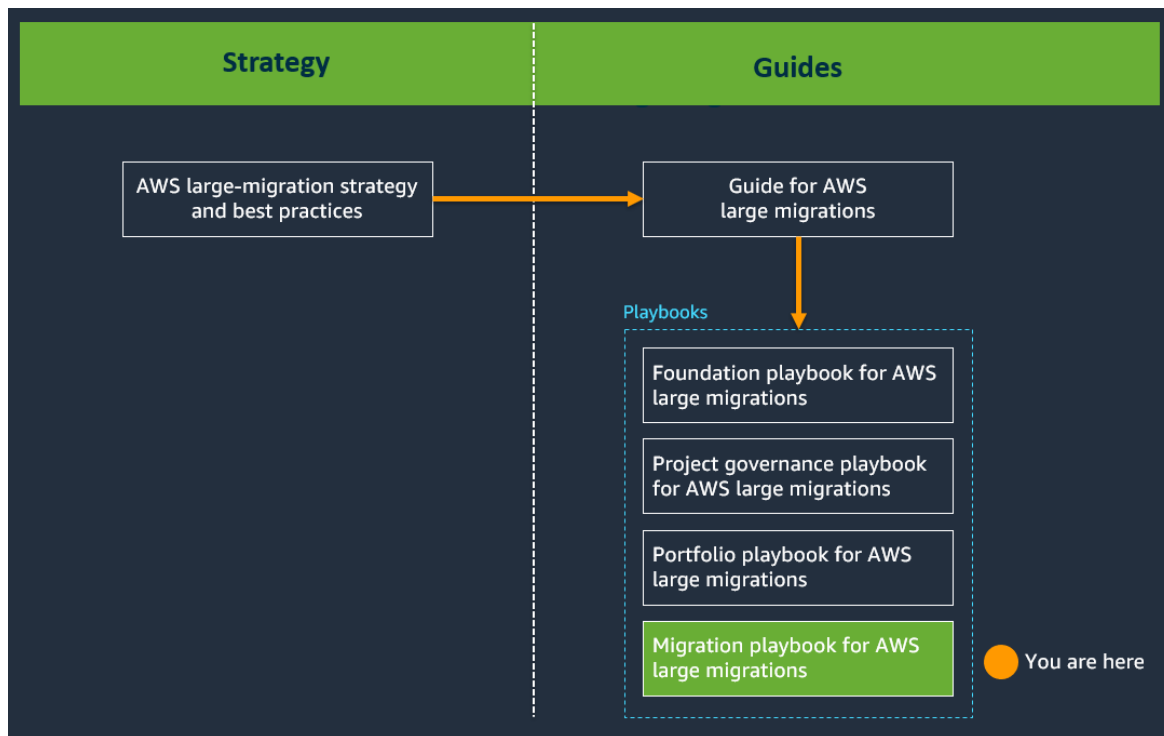 Strategy
Guides
AWS large-migration strategy
and best practices
Guide for AWS
large migrations
Playbooks
Foundation playbook for AWS
large migrations
Project governance playbook
for AWS large migrations
Portfolio playbook for AWS
large migrations
Migration playbook for AWS
large migrations
You are here